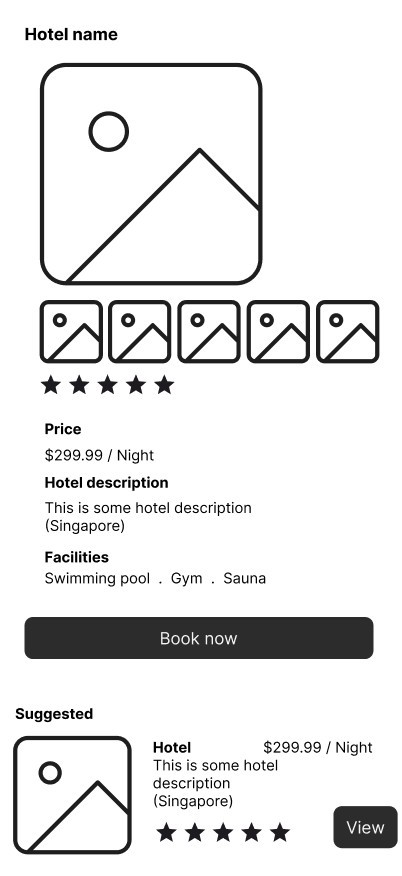 Hotel name
Price
$299.99 / Night
Hotel description
This is some hotel description
(Singapore)
Facilities
Swimming pool . Gym . Sauna
Book now
Suggested
Hotel $299.99 / Night
This is some hotel
description
(Singapore)
View